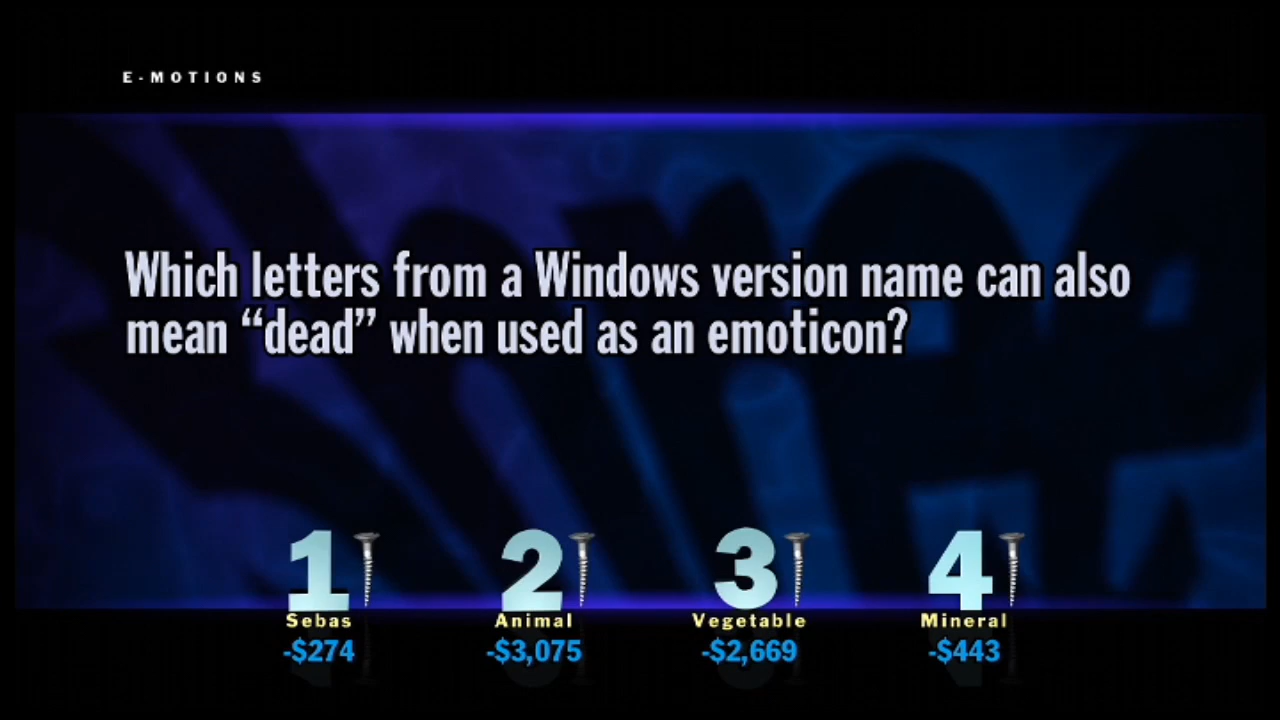 E-MOTIONS
Which letters from a Windows version name can also
mean “dead” when used as an emoticon?
1 2 3 4
Sebas Animal Vegetable Mineral
-$274 -$3,075 -$2,669 -$443